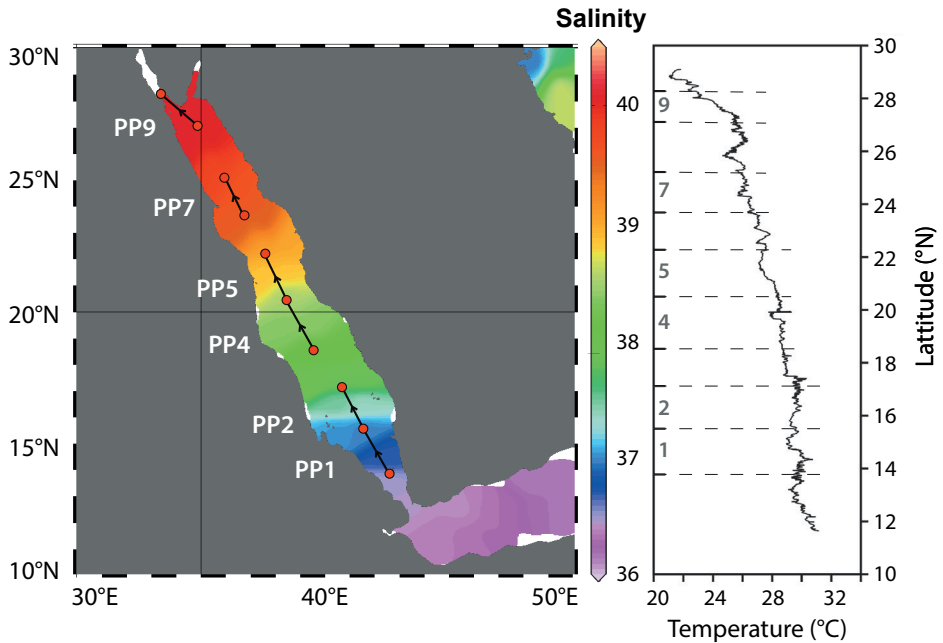 Salinity
30°N
25°N
20°N
15°N
10°N
30°E
40°E
50°E
PP9
PP7
PP5
PP4
PP2
PP1
40
39
38
37
36
9
7
5
4
2
1
30
28
26
24
22
20
18
16
14
12
10
Lattitude (°N)
20 24 28 32
Temperature (°C)